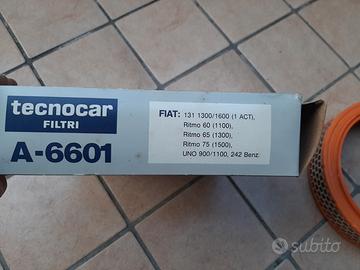 tecnocar
FILTRI
A-6601
FIAT: 131 1300/1600 (1 ACT),
Ritmo 60 (1100),
Ritmo 65 (1300),
Ritmo 75 (1500),
UNO 900/1100, 242 Benz.
subito